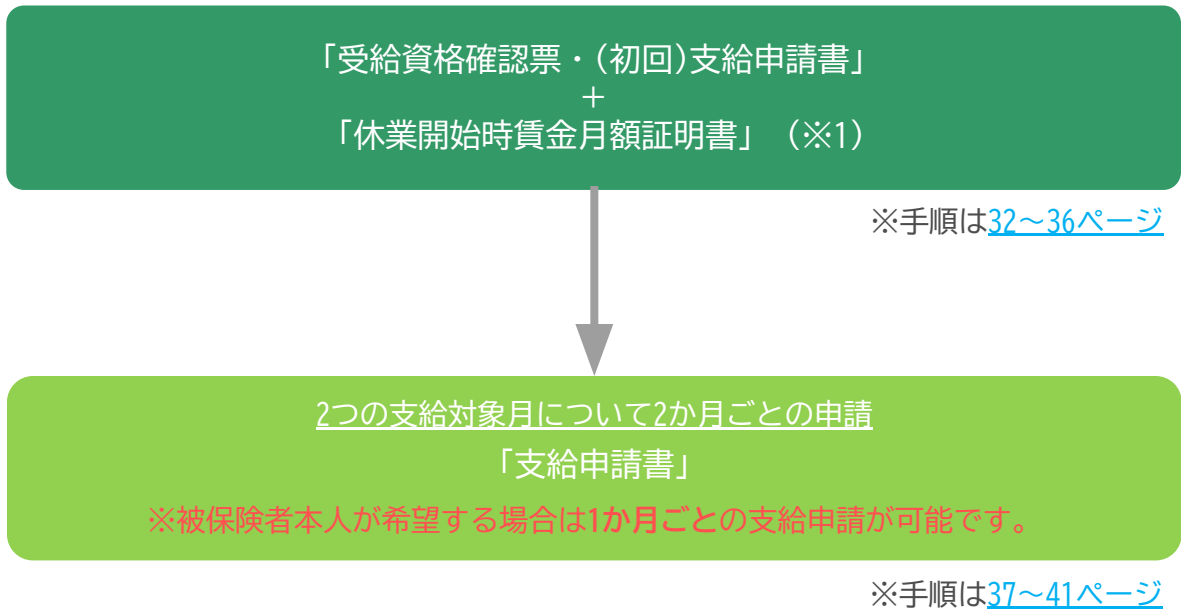 「受給資格確認票・(初回)支給申請書」
＋
「休業開始時賃金月額証明書」（※1）
※手順は32～36ページ
2つの支給対象月について2か月ごとの申請
「支給申請書」
※被保険者本人が希望する場合は1か月ごとの支給申請が可能です。
※手順は37～41ページ